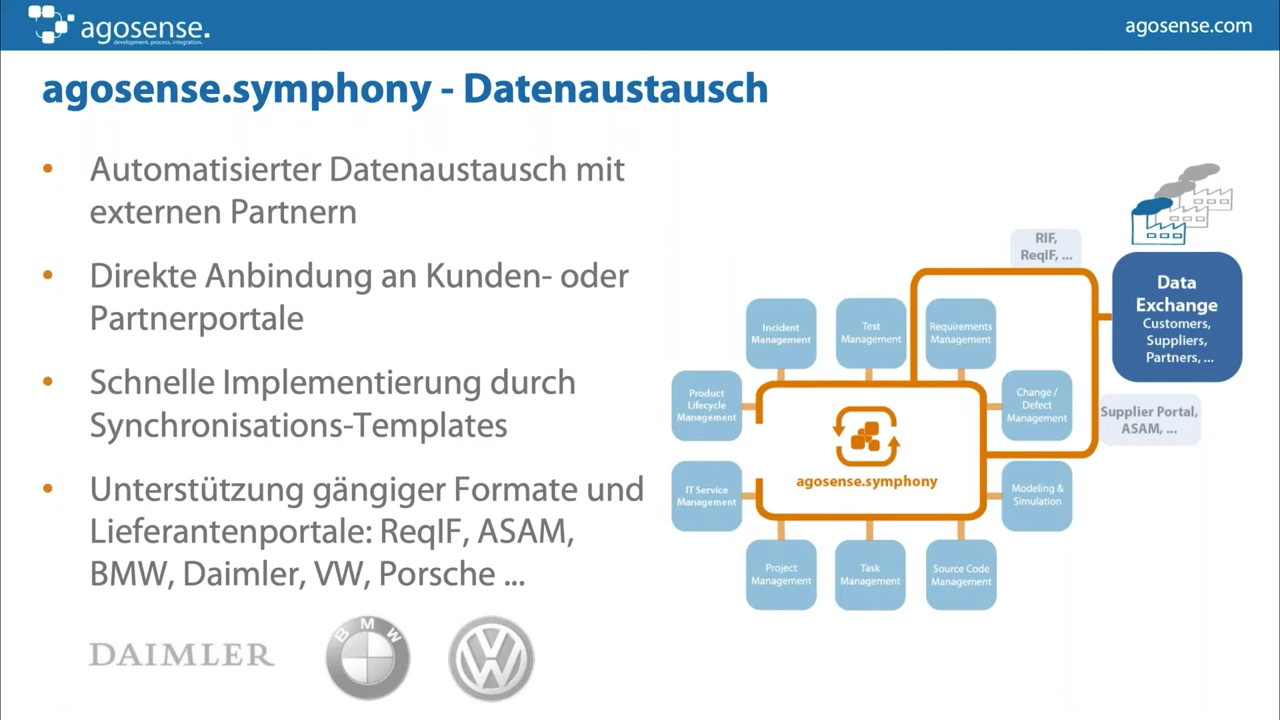 agosense.
development. process. integration.
agosense.com
agosense.symphony - Datenaustausch
• Automatisierter Datenaustausch mit
externen Partnern
• Direkte Anbindung an Kunden- oder
Partnerportale
• Schnelle Implementierung durch
Synchronisations-Templates
• Unterstützung gängiger Formate und
Lieferantenportale: ReqIF, ASAM,
BMW, Daimler, VW, Porsche ...
DAIMLER
BMW
VW
RIF,
ReqIF, ...
Data
Exchange
Customers,
Suppliers,
Partners, ...
Incident
Management
Test
Management
Requirements
Management
Product
Lifecycle
Management
Change /
Defect
Management
Supplier Portal,
ASAM, ...
agosense.symphony
IT Service
Management
Modeling &
Simulation
Project
Management
Task
Management
Source Code
Management